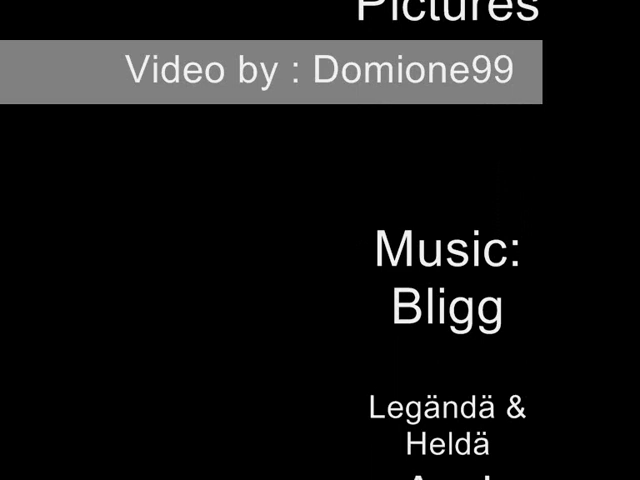 Pictures
Video by : Domione99
Music:
Bligg
Legändä &
Heldä